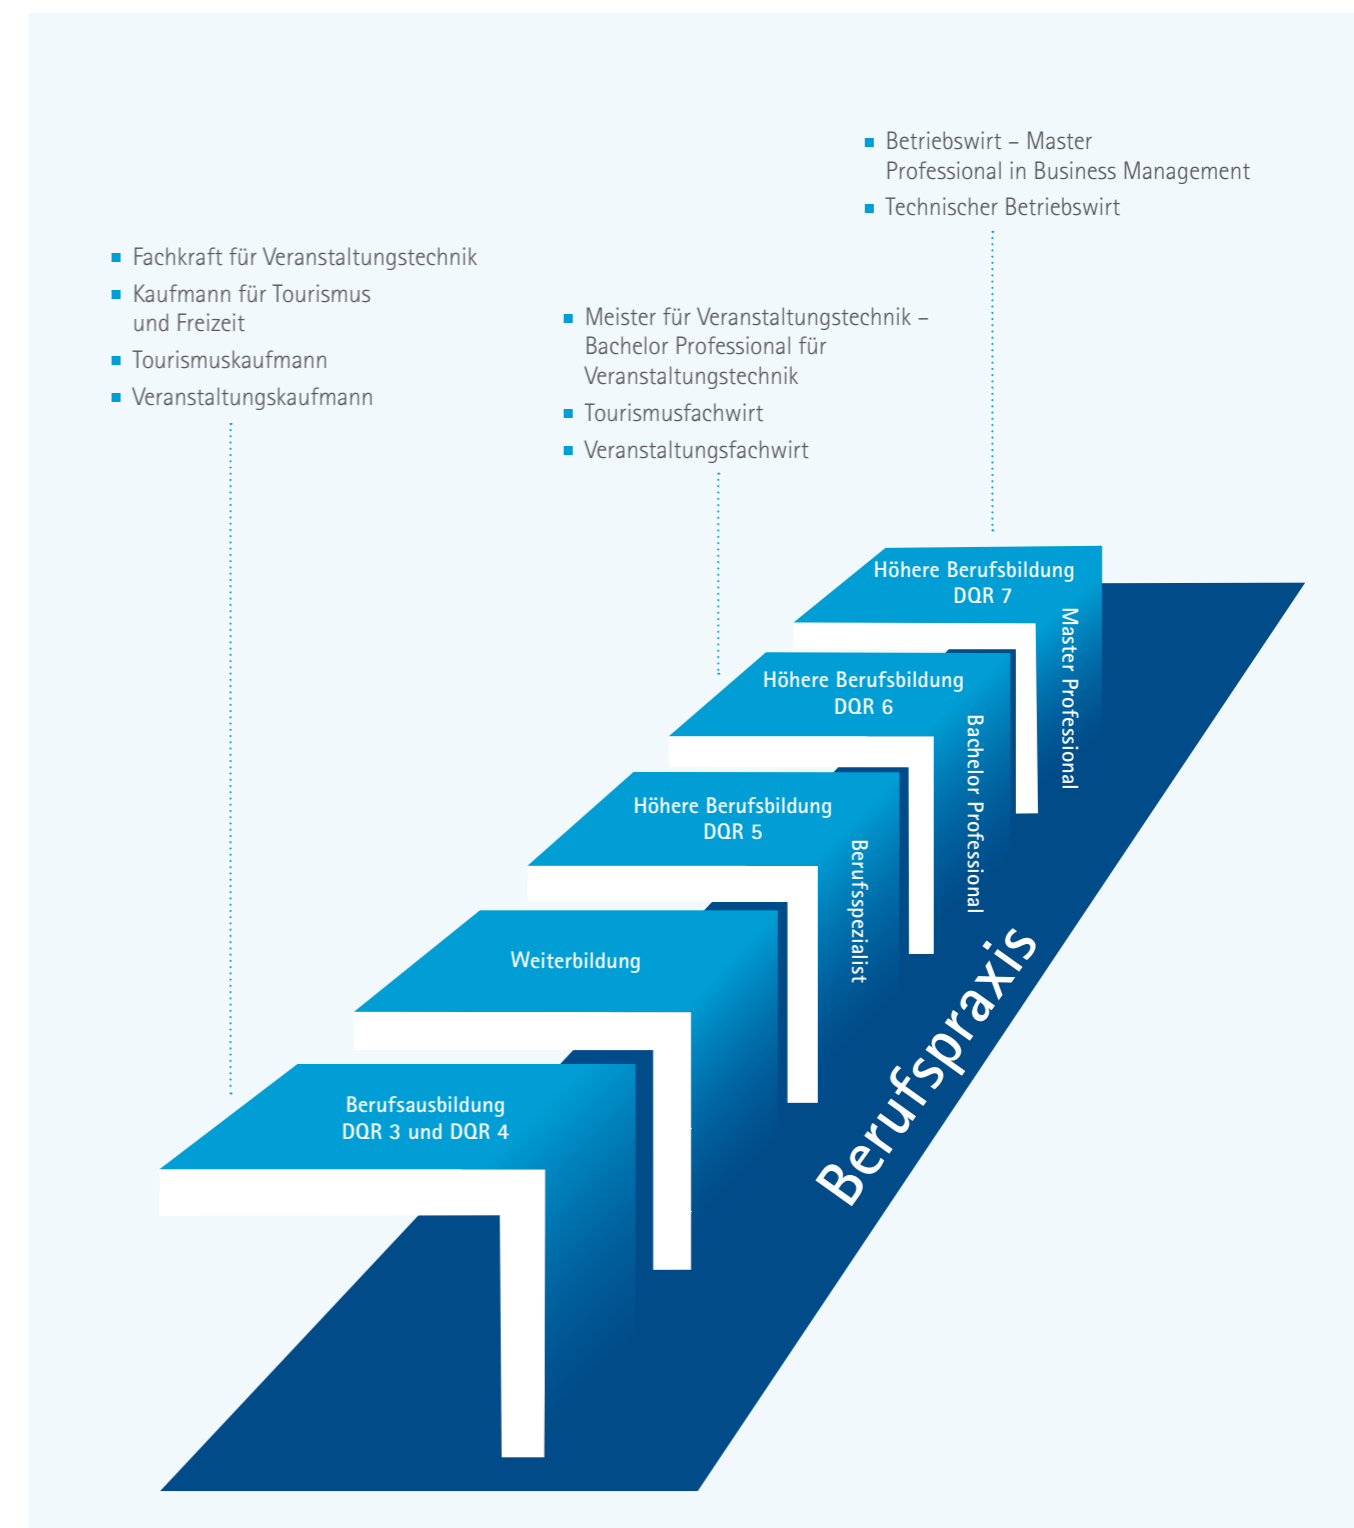 Betriebswirt – Master
Professional in Business Management
Technischer Betriebswirt
Fachkraft für Veranstaltungstechnik
Kaufmann für Tourismus
und Freizeit
Tourismuskaufmann
Veranstaltungskaufmann
Meister für Veranstaltungstechnik –
Bachelor Professional für
Veranstaltungstechnik
Tourismusfachwirt
Veranstaltungsfachwirt
Höhere Berufsbildung
DQR 7
Master Professional
Höhere Berufsbildung
DQR 6
Bachelor Professional
Höhere Berufsbildung
DQR 5
Berufsspezialist
Weiterbildung
Berufsausbildung
DQR 3 und DQR 4
Berufspraxis